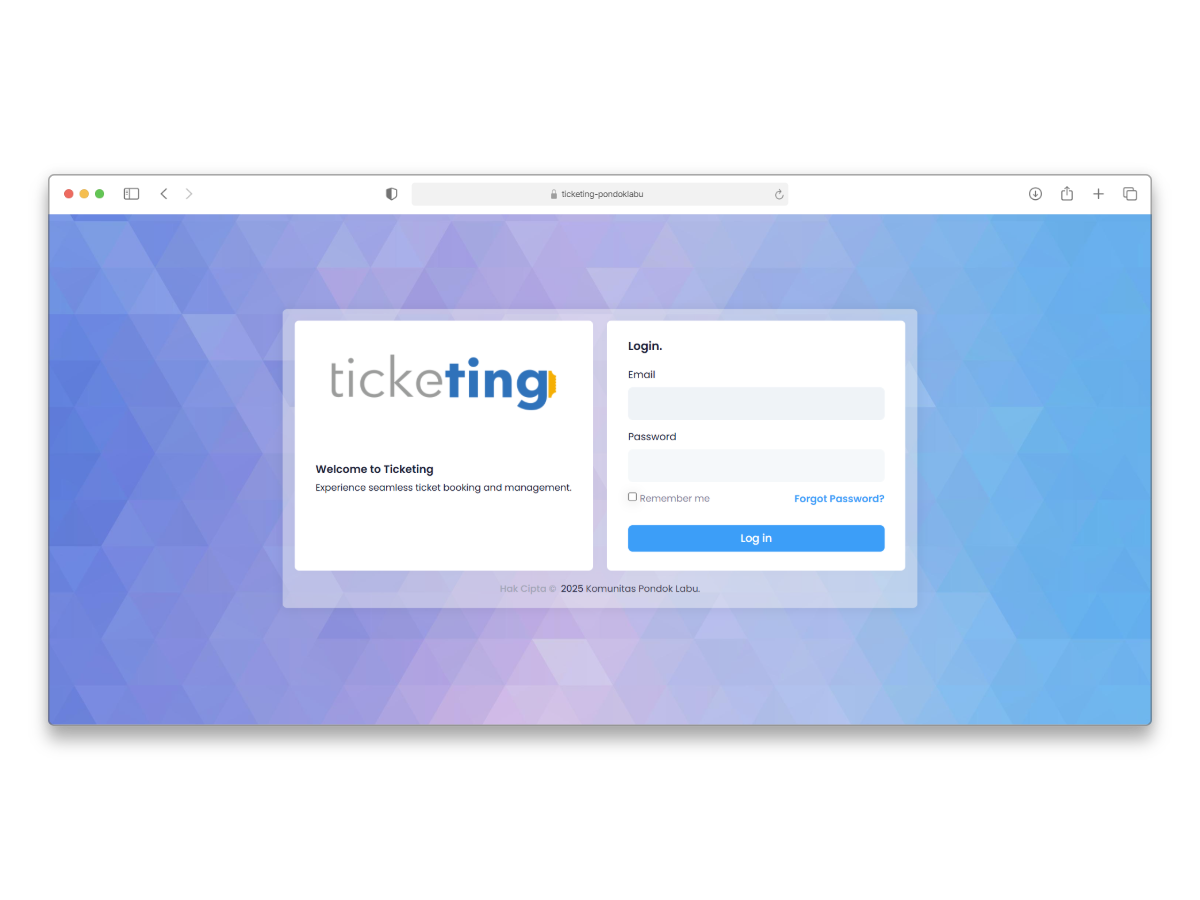 ticketing-pondoklabu
ticketing
Welcome to Ticketing
Experience seamless ticket booking and management.
Login.
Email
Password
Remember me
Forgot Password?
Log in
Hak Cipta © 2025 Komunitas Pondok Labu.